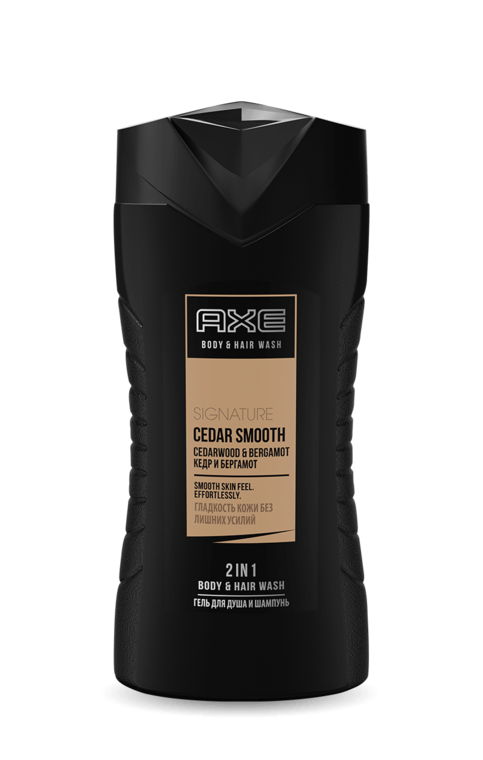 AXE
BODY & HAIR WASH
SIGNATURE
CEDAR SMOOTH
CEDARWOOD & BERGAMOT
КЕДР И БЕРГАМОТ
SMOOTH SKIN FEEL.
EFFORTLESSLY.
ГЛАДКОСТЬ КОЖИ БЕЗ
ЛИШНИХ УСИЛИЙ
2 IN 1
BODY & HAIR WASH
ГЕЛЬ ДЛЯ ДУША И ШАМПУНЬ